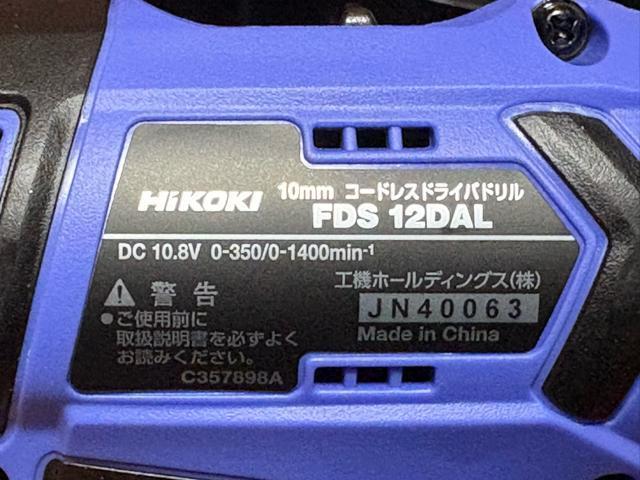 HiKOKI
10mm コードレスドライバドリル
FDS 12DAL
DC 10.8V 0-350/0-1400min-1
工機ホールディングス(株)
JN40063
Made in China
⚠ 警告
●ご使用前に
取扱説明書を必ずよく
お読みください。
C357898A